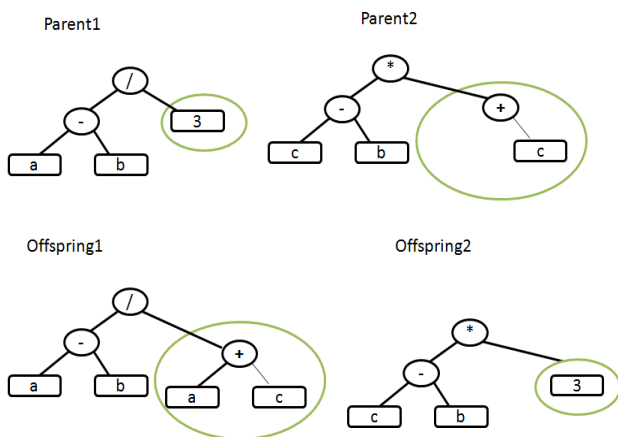 Parent1
Parent2
/
*
-
3
-
+
a
b
c
b
c
Offspring1
Offspring2
/
*
-
+
-
3
a
b
a
c
c
b